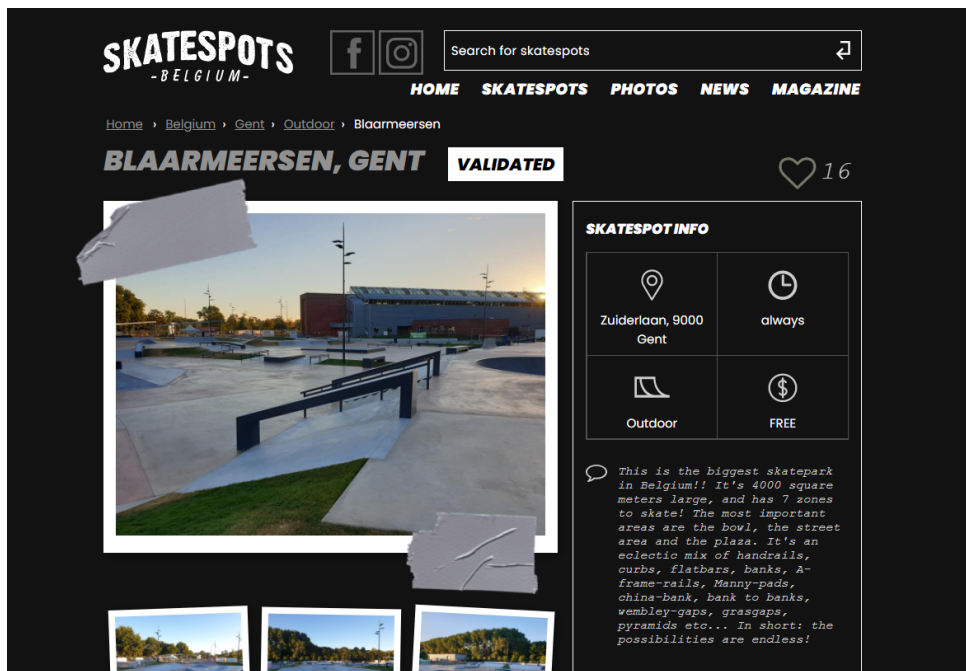 SKATESPOTS
-BELGIUM-
Search for skatespots
HOME SKATESPOTS PHOTOS NEWS MAGAZINE
Home › Belgium › Gent › Outdoor › Blaarmeersen
BLAARMEERSEN, GENT
VALIDATED
16
SKATESPOT INFO
Zuiderlaan, 9000
Gent
always
Outdoor
FREE
This is the biggest skatepark
in Belgium!! It's 4000 square
meters large, and has 7 zones
to skate! The most important
areas are the bowl, the street
area and the plaza. It's an
eclectic mix of handrails,
curbs, flatbars, banks, A-
frame-rails, Manny-pads,
china-bank, bank to banks,
wembley-gaps, grasgaps,
pyramids etc... In short: the
possibilities are endless!